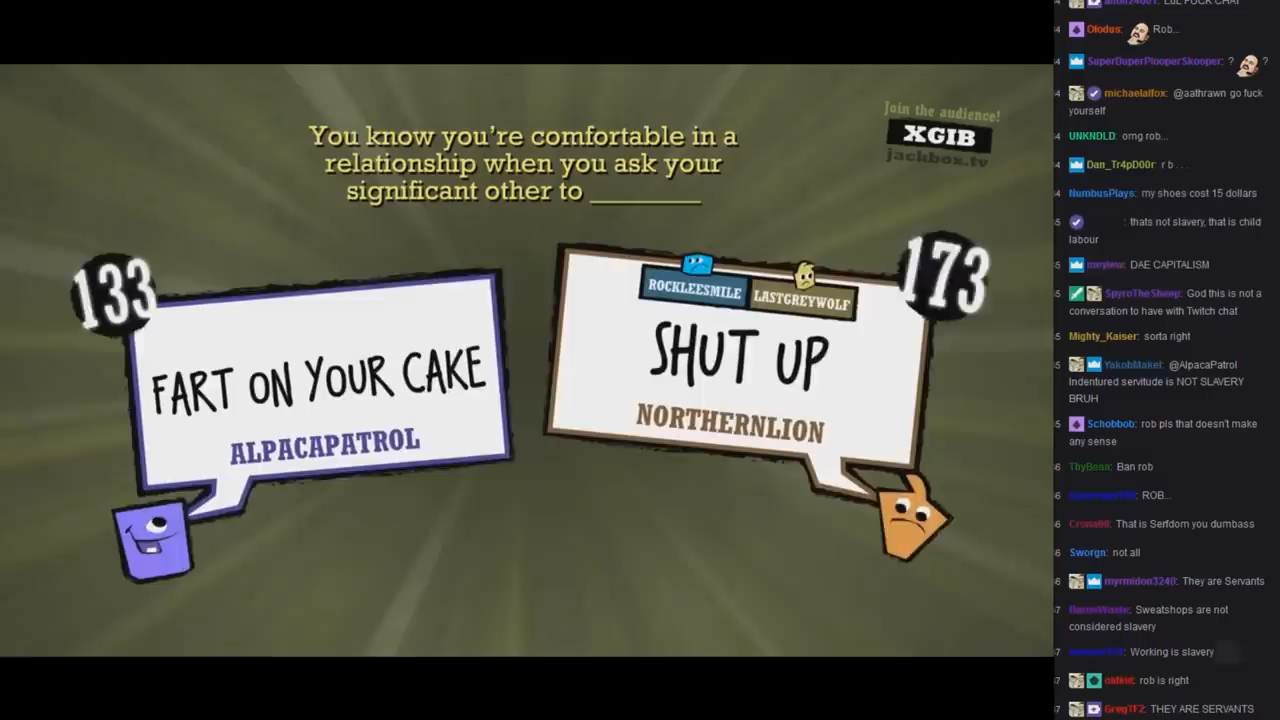 You know you're comfortable in a
relationship when you ask your
significant other to ________
Join the audience!
XGIB
jackbox.tv
133
FART ON YOUR CAKE
ALPACAPATROL
173
ROCKLEESMILE
LASTGREYWOLF
SHUT UP
NORTHERNLION
LUL FUCK CHAT
Olodus: Rob...
SuperDuperPlooperSkooper: ? ?
michaelalfox: @aathrawn go fuck
yourself
UNKNDLD: omg rob...
Dan_Tr4pD00r: r b . . .
NumbusPlays: my shoes cost 15 dollars
: thats not slavery, that is child
labour
DAE CAPITALISM
SpyroTheSheep: God this is not a
conversation to have with Twitch chat
Mighty_Kaiser: sorta right
YakobMakel: @AlpacaPatrol
Indentured servitude is NOT SLAVERY
BRUH
Schobbob: rob pls that doesn't make
any sense
ThyBean: Ban rob
ROB...
That is Serfdom you dumbass
Sworgn: not all
myrmidon3240: They are Servants
Sweatshops are not
considered slavery
Working is slavery
rob is right
GregTF2: THEY ARE SERVANTS